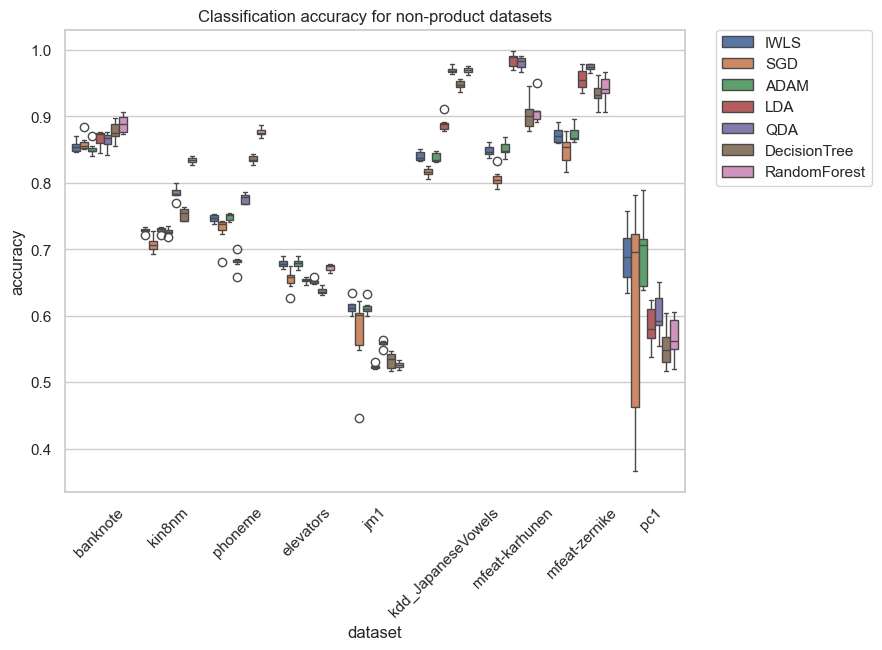 Classification accuracy for non-product datasets
accuracy
1.0
0.9
0.8
0.7
0.6
0.5
0.4
banknote
kin8nm
phoneme
elevators
jm1
kdd_JapaneseVowels
mfeat-karhunen
mfeat-zernike
pc1
dataset
IWLS
SGD
ADAM
LDA
QDA
DecisionTree
RandomForest